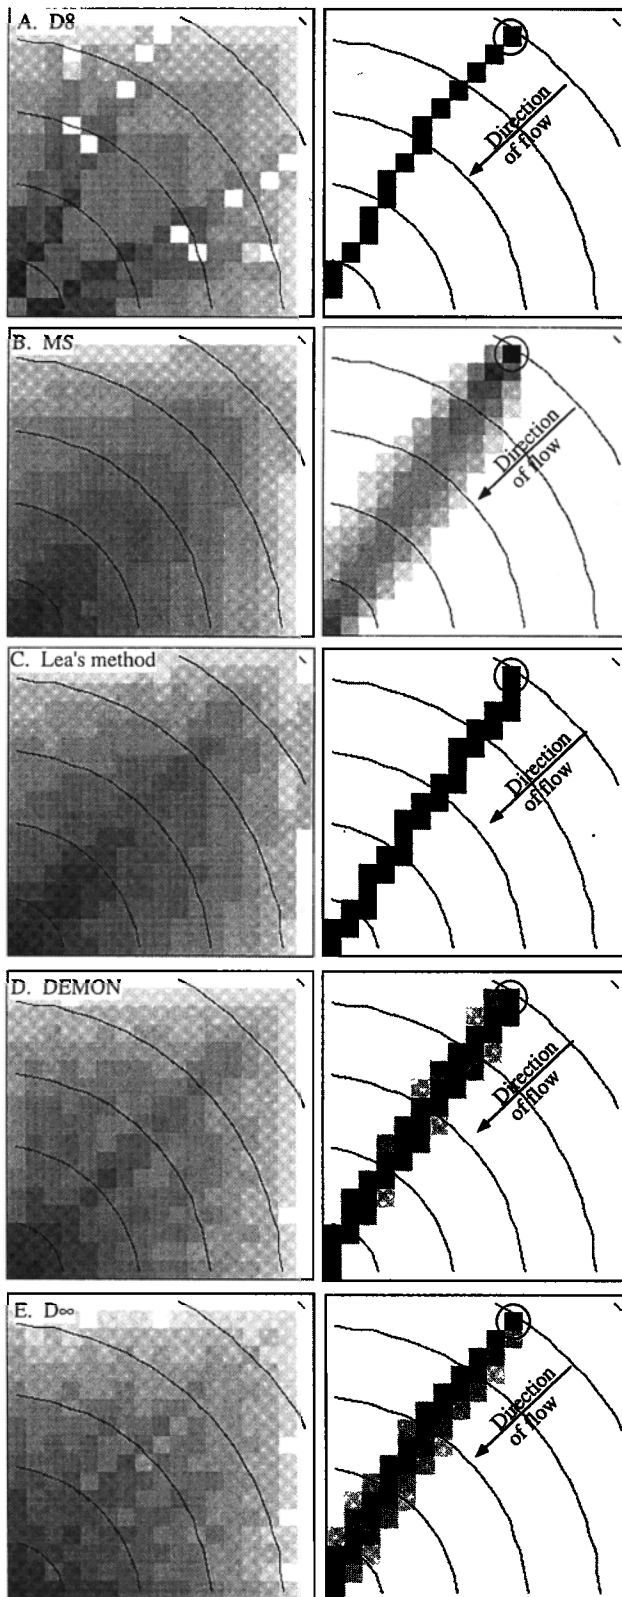 A. D8
Direction
of flow
B. MS
Direction
of flow
C. Lea's method
Direction
of flow
D. DEMON
Direction
of flow
E. D∞
Direction
of flow